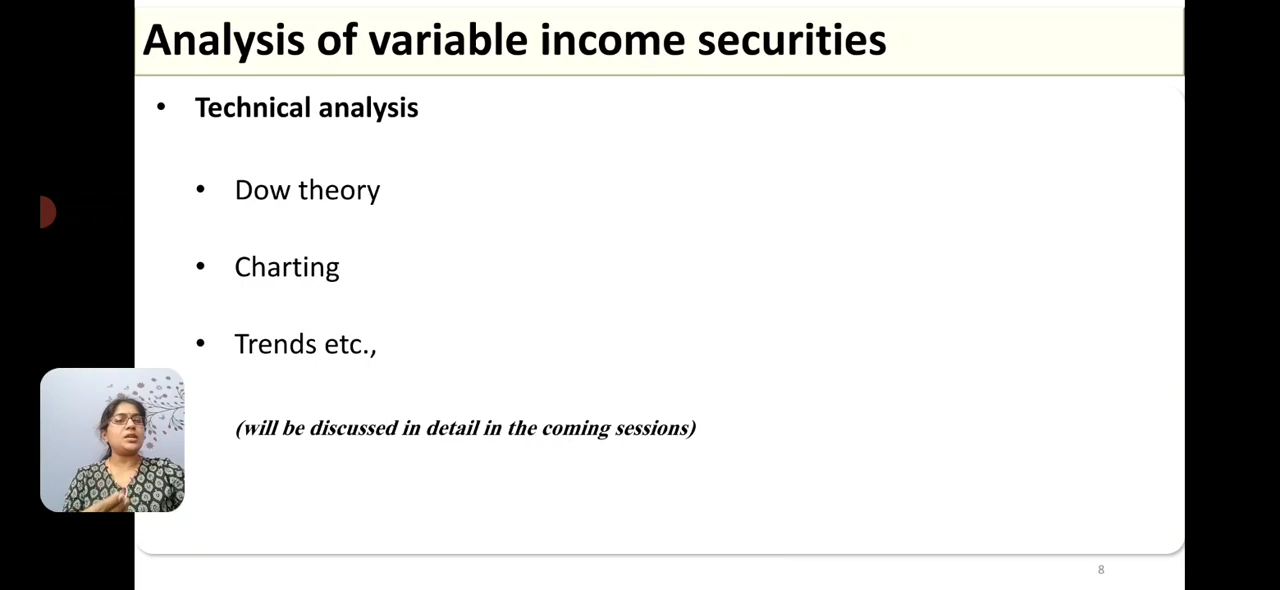 Analysis of variable income securities
• Technical analysis
• Dow theory
• Charting
• Trends etc.,
(will be discussed in detail in the coming sessions)
8